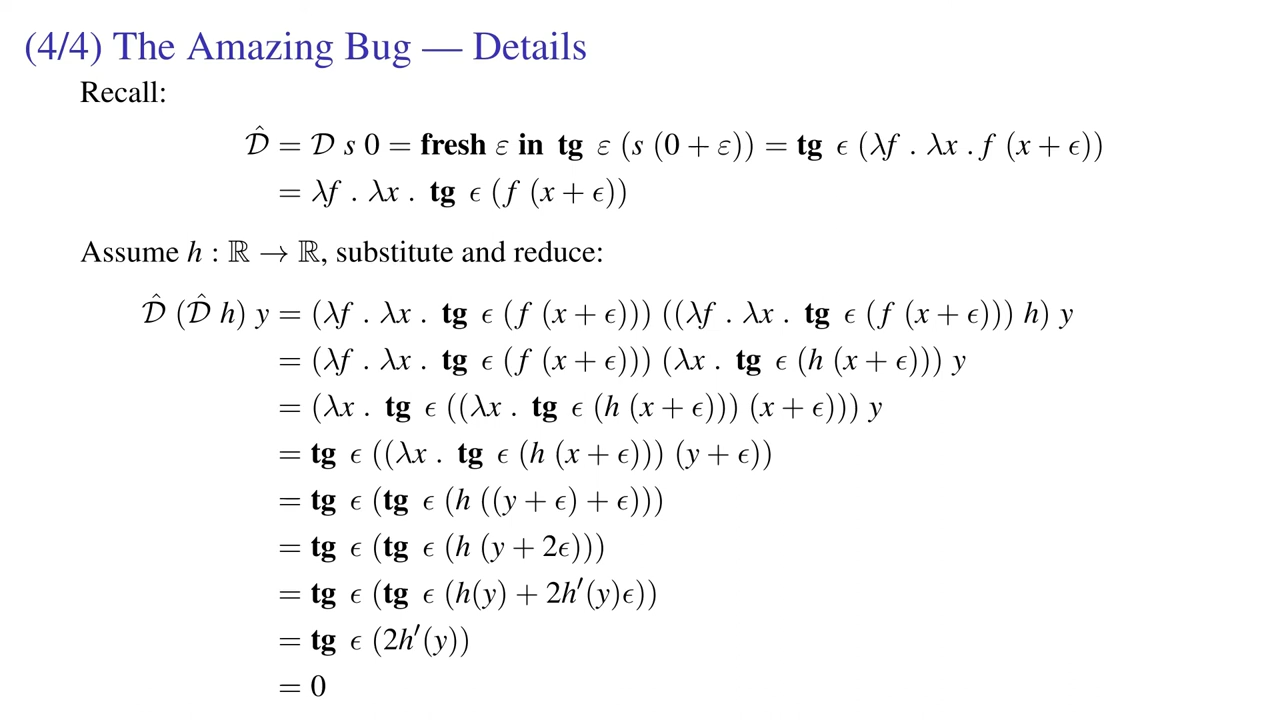 (4/4) The Amazing Bug — Details
Recall:
𝒟̂ = 𝒟 s 0 = fresh ε in tg ε (s (0 + ε)) = tg ϵ (λf . λx . f (x + ϵ))
= λf . λx . tg ϵ (f (x + ϵ))
Assume h : ℝ → ℝ, substitute and reduce:
𝒟̂ (𝒟̂ h) y = (λf . λx . tg ϵ (f (x + ϵ))) ((λf . λx . tg ϵ (f (x + ϵ))) h) y
= (λf . λx . tg ϵ (f (x + ϵ))) (λx . tg ϵ (h (x + ϵ))) y
= (λx . tg ϵ ((λx . tg ϵ (h (x + ϵ))) (x + ϵ))) y
= tg ϵ ((λx . tg ϵ (h (x + ϵ))) (y + ϵ))
= tg ϵ (tg ϵ (h ((y + ϵ) + ϵ)))
= tg ϵ (tg ϵ (h (y + 2ϵ)))
= tg ϵ (tg ϵ (h(y) + 2h′(y)ϵ))
= tg ϵ (2h′(y))
= 0